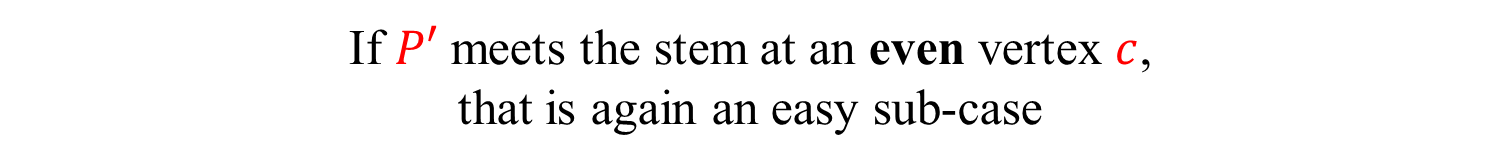 If P′ meets the stem at an even vertex c,
that is again an easy sub-case